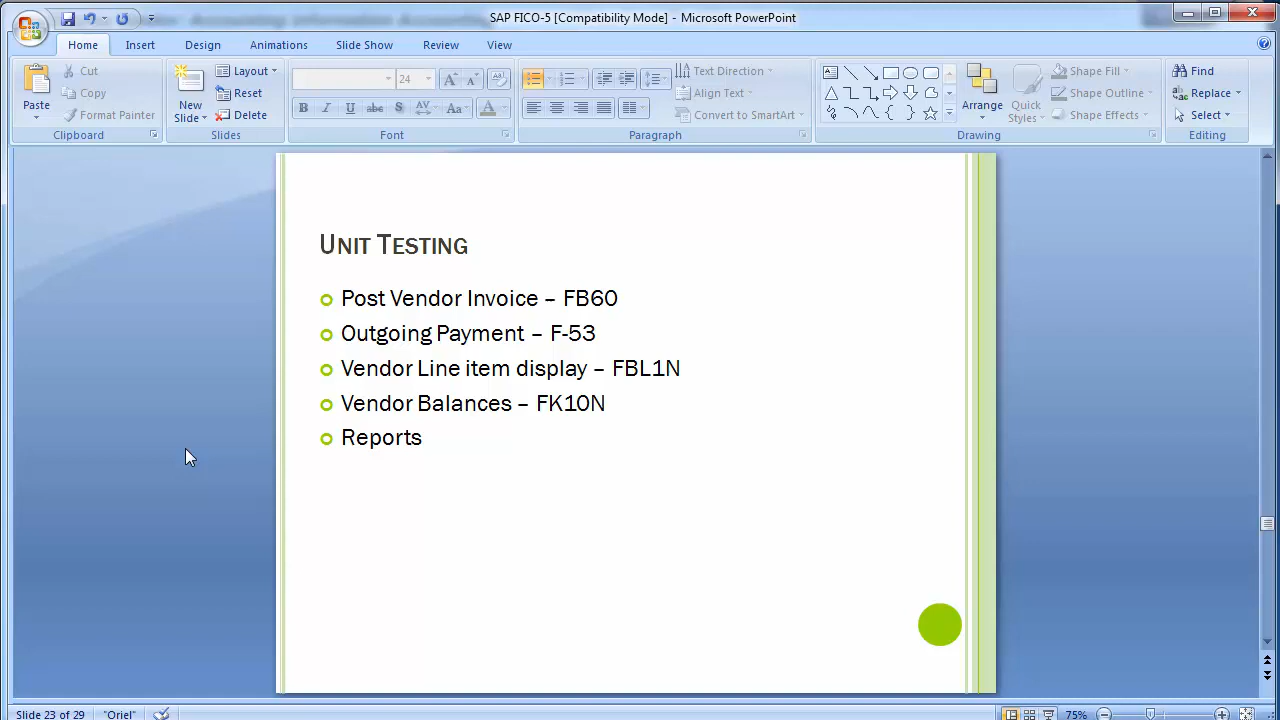 SAP FICO-5 [Compatibility Mode] - Microsoft PowerPoint
Home Insert Design Animations Slide Show Review View
Paste
Cut
Copy
Format Painter
Clipboard
New Slide
Layout
Reset
Delete
Slides
24
B I U abc S AV Aa A
Font
Text Direction
Align Text
Convert to SmartArt
Paragraph
Arrange
Quick Styles
Shape Fill
Shape Outline
Shape Effects
Drawing
Find
Replace
Select
Editing
UNIT TESTING
Post Vendor Invoice – FB60
Outgoing Payment – F-53
Vendor Line item display – FBL1N
Vendor Balances – FK10N
Reports
Slide 23 of 29 "Oriel" 75%